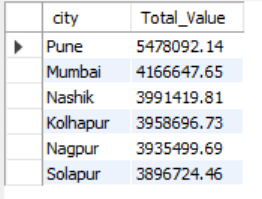 city Total_Value
Pune 5478092.14
Mumbai 4166647.65
Nashik 3991419.81
Kolhapur 3958696.73
Nagpur 3935499.69
Solapur 3896724.46